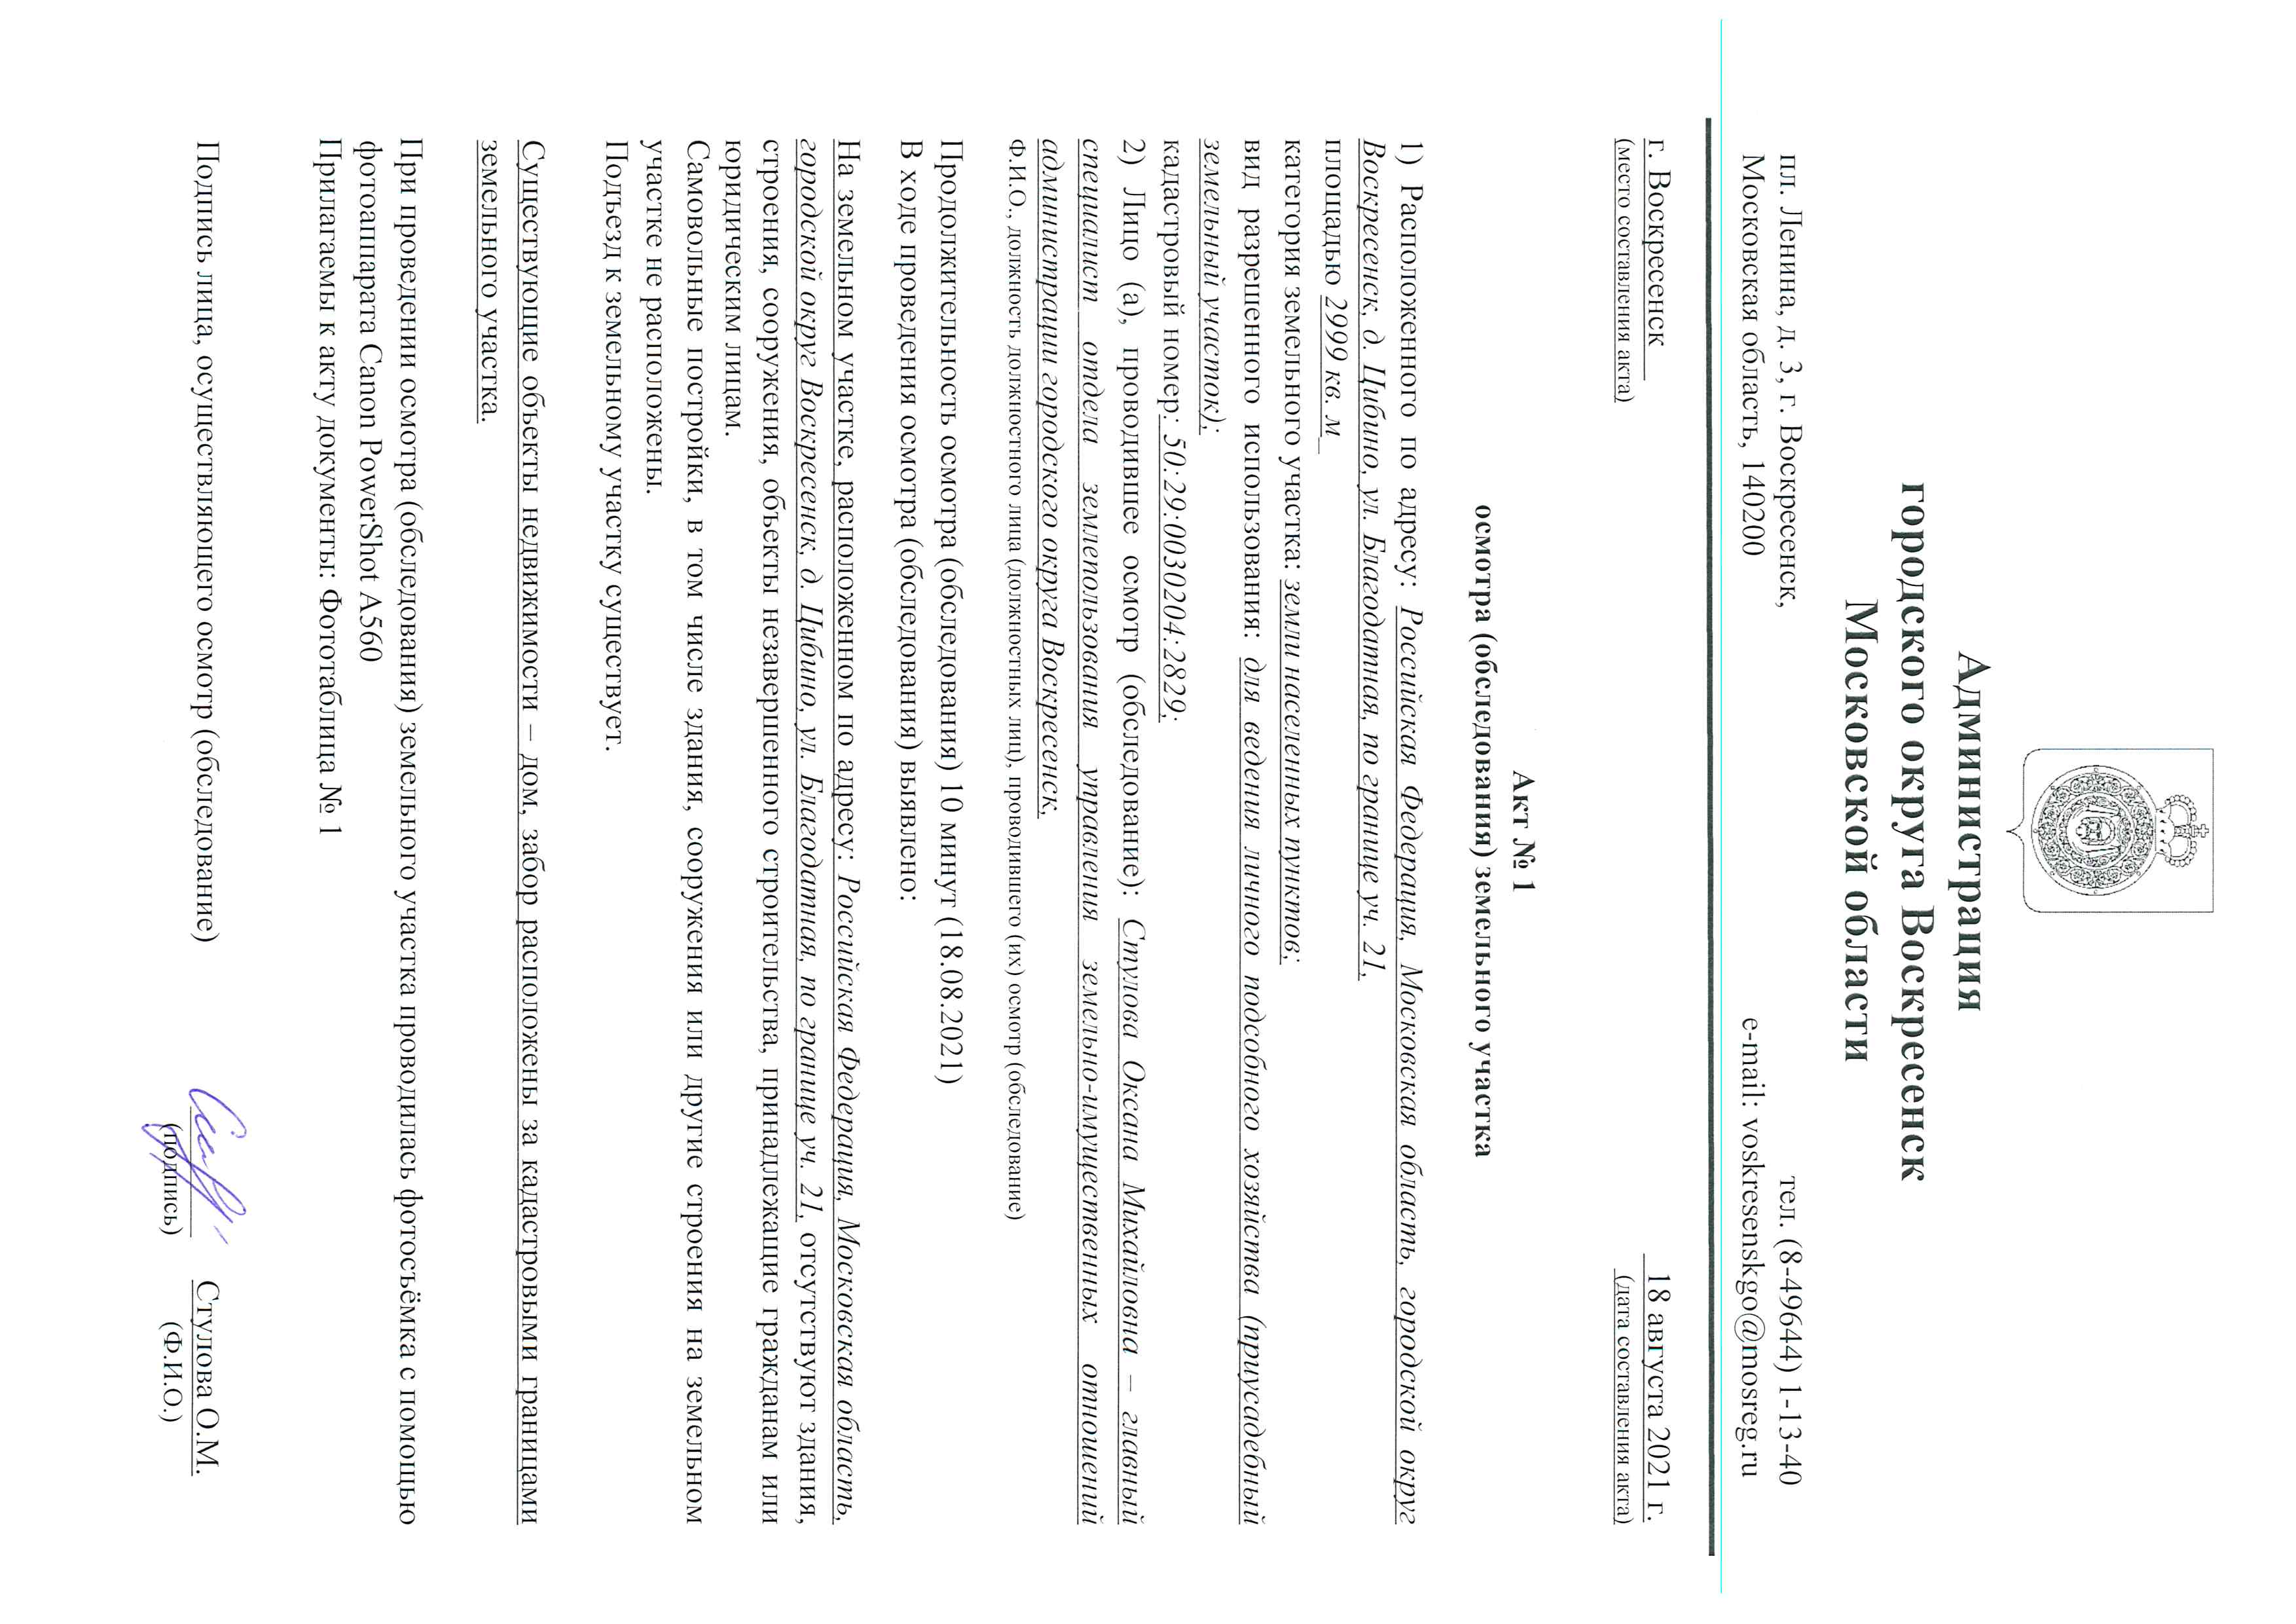 Администрация
городского округа Воскресенск
Московской области
пл. Ленина, д. 3, г. Воскресенск, тел. (8-49644) 1-13-40
Московская область, 140200 e-mail: voskresenskgo@mosreg.ru
г. Воскресенск 18 августа 2021 г.
(место составления акта) (дата составления акта)
Акт № 1
осмотра (обследования) земельного участка
1) Расположенного по адресу: Российская Федерация, Московская область, городской округ
Воскресенск, д. Цибино, ул. Благодатная, по границе уч. 21,
площадью 2999 кв. м
категория земельного участка: земли населенных пунктов;
вид разрешенного использования: для ведения личного подсобного хозяйства (приусадебный
земельный участок);
кадастровый номер: 50:29:0030204:2829;
2) Лицо (а), проводившее осмотр (обследование): Стулова Оксана Михайловна – главный
специалист отдела землепользования управления земельно-имущественных отношений
администрации городского округа Воскресенск,
Ф.И.О., должность должностного лица (должностных лиц), проводившего (их) осмотр (обследование)
Продолжительность осмотра (обследования) 10 минут (18.08.2021)
В ходе проведения осмотра (обследования) выявлено:
На земельном участке, расположенном по адресу: Российская Федерация, Московская область,
городской округ Воскресенск, д. Цибино, ул. Благодатная, по границе уч. 21, отсутствуют здания,
строения, сооружения, объекты незавершенного строительства, принадлежащие гражданам или
юридическим лицам.
Самовольные постройки, в том числе здания, сооружения или другие строения на земельном
участке не расположены.
Подъезд к земельному участку существует.
Существующие объекты недвижимости – дом, забор расположены за кадастровыми границами
земельного участка.
При проведении осмотра (обследования) земельного участка проводилась фотосъёмка с помощью
фотоаппарата Canon PowerShot A560
Прилагаемы к акту документы: Фототаблица № 1
Подпись лица, осуществляющего осмотр (обследование) Стулова О.М.
(подпись) (Ф.И.О.)